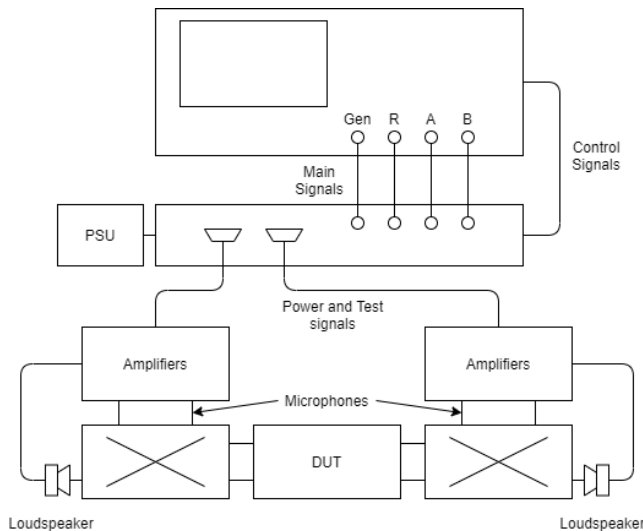 Gen R A B
Main
Signals
Control
Signals
PSU
Power and Test
signals
Amplifiers
Amplifiers
Microphones
DUT
Loudspeaker
Loudspeaker